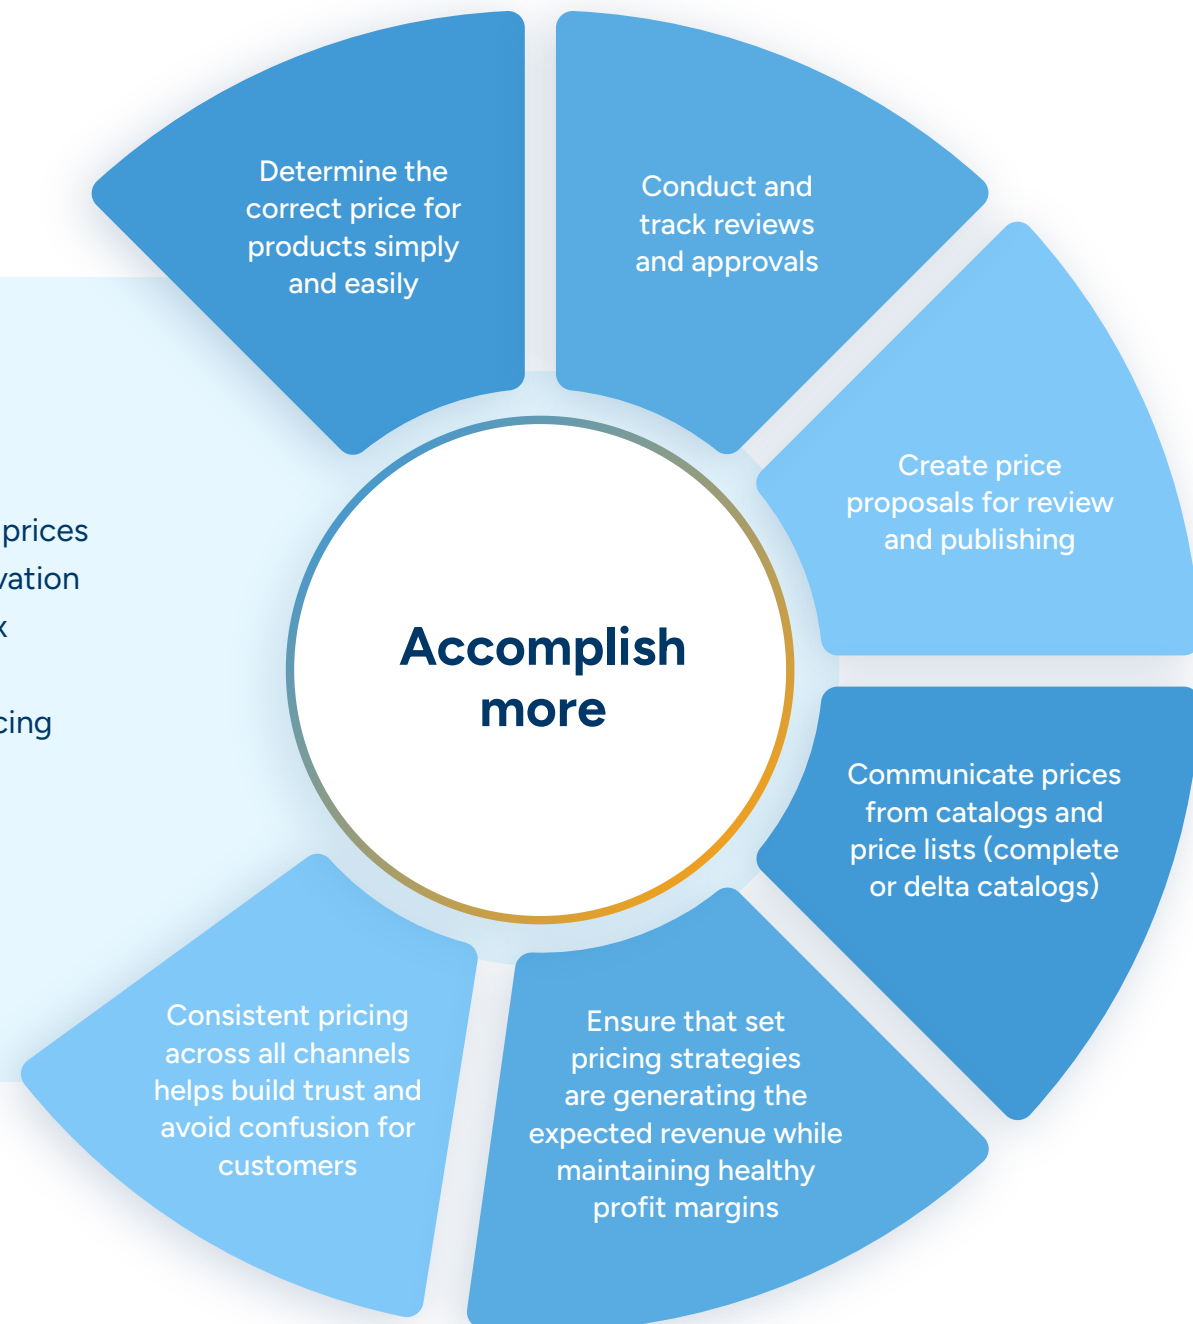 Determine the
correct price for
products simply
and easily
Conduct and
track reviews
and approvals
Create price
proposals for review
and publishing
prices
Accomplish
more
Communicate prices
from catalogs and
price lists (complete
or delta catalogs)
Consistent pricing
across all channels
helps build trust and
avoid confusion for
customers
Ensure that set
pricing strategies
are generating the
expected revenue while
maintaining healthy
profit margins